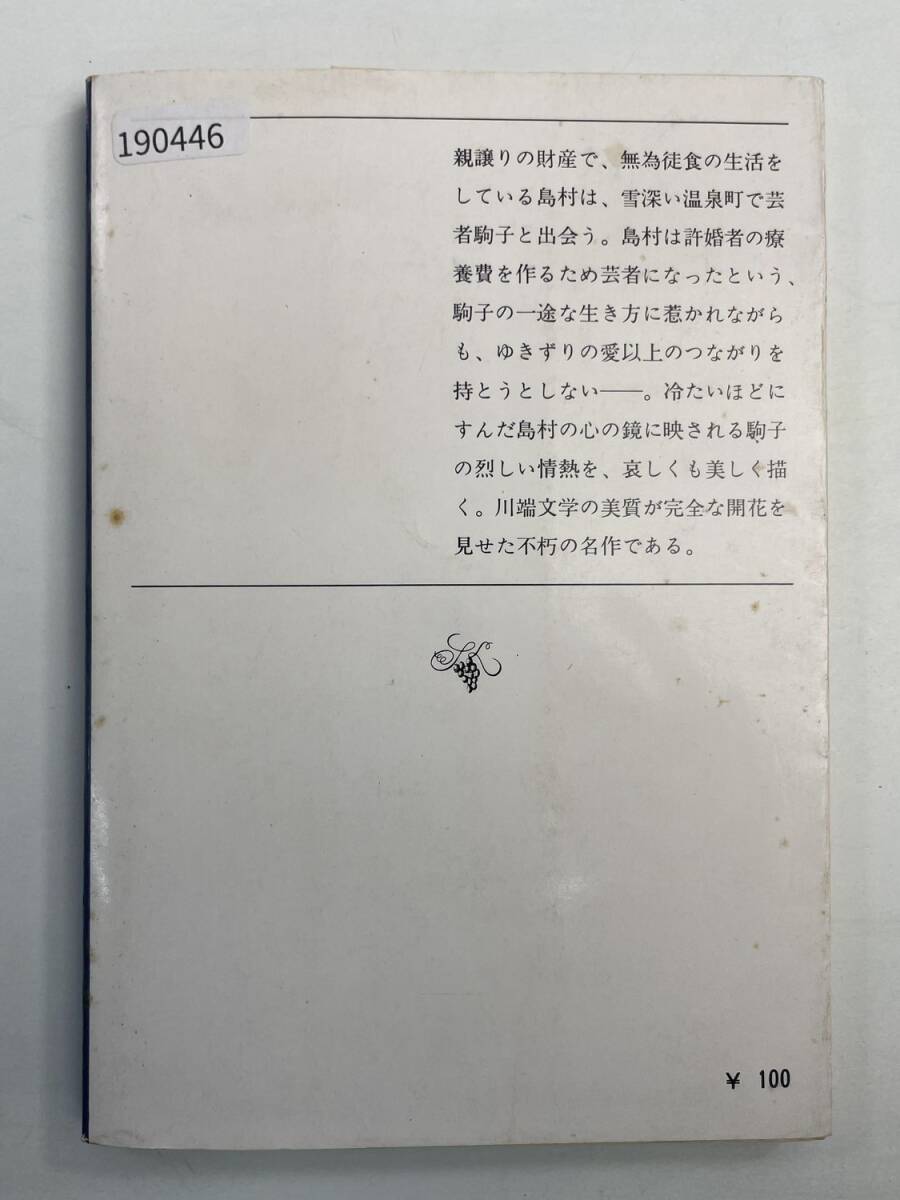 190446
親譲りの財産で、無為徒食の生活を
している島村は、雪深い温泉町で芸
者駒子と出会う。島村は許婚者の療
養費を作るため芸者になったという、
駒子の一途な生き方に惹かれながら
も、ゆきずりの愛以上のつながりを
持とうとしない――。冷たいほどに
すんだ島村の心の鏡に映される駒子
の烈しい情熱を、哀しくも美しく描
く。川端文学の美質が完全な開花を
見せた不朽の名作である。
SK
¥ 100